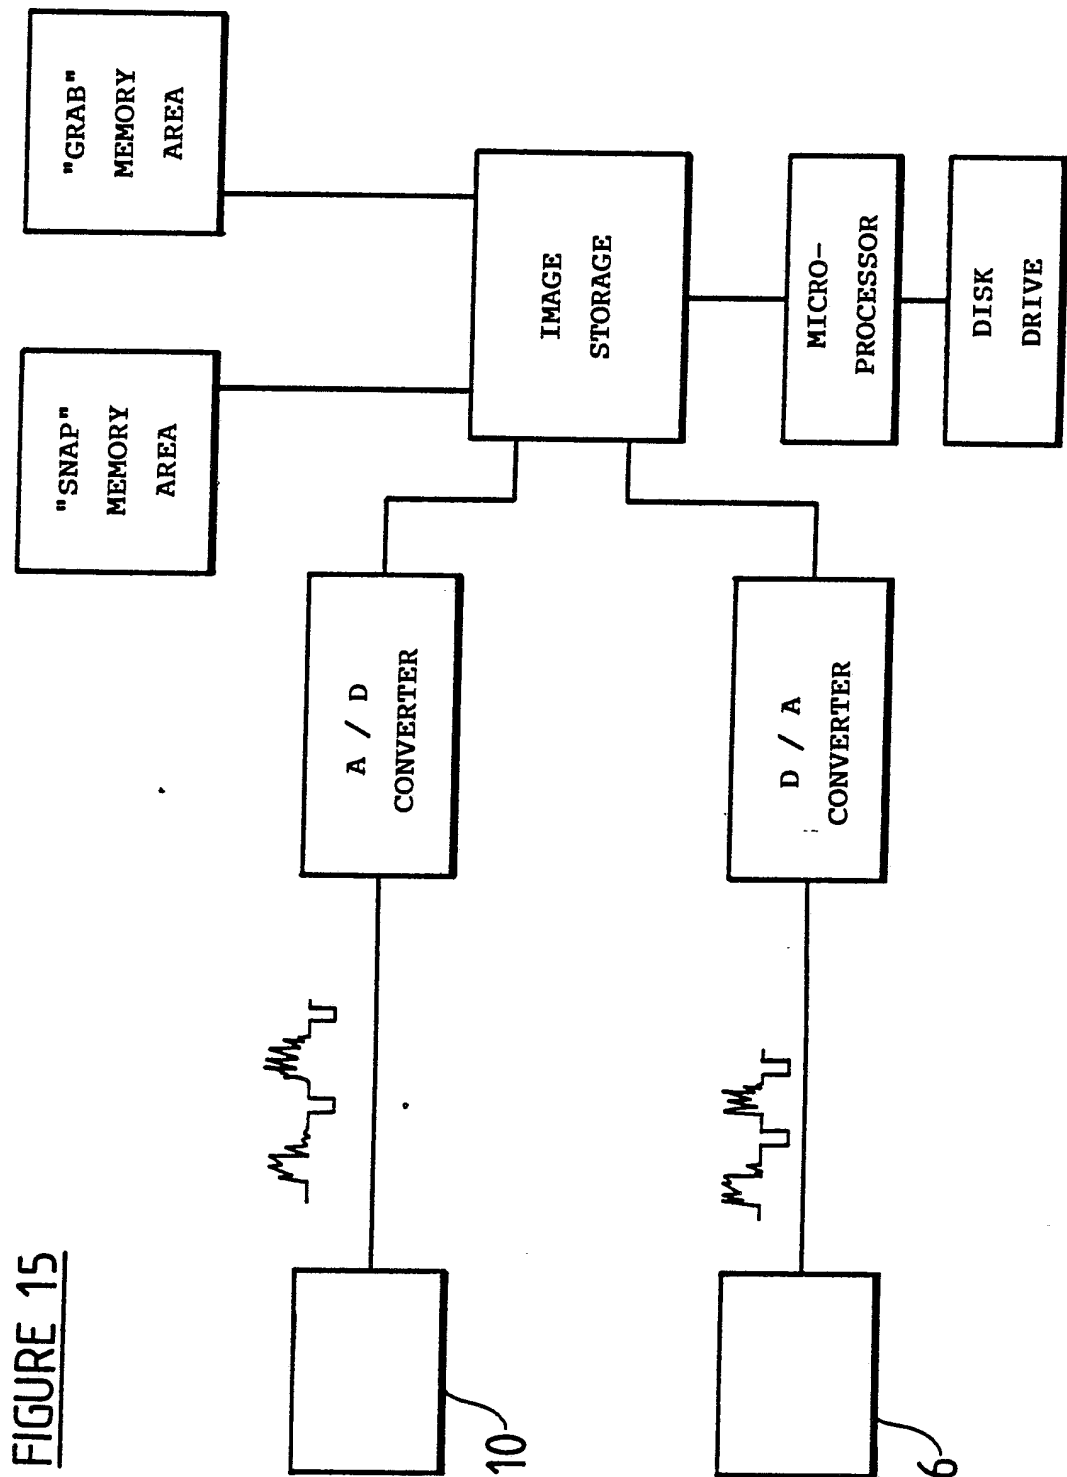 FIGURE 15
"SNAP"
MEMORY
AREA
"GRAB"
MEMORY
AREA
A / D
CONVERTER
IMAGE
STORAGE
10
D / A
CONVERTER
MICRO-
PROCESSOR
DISK
DRIVE
6